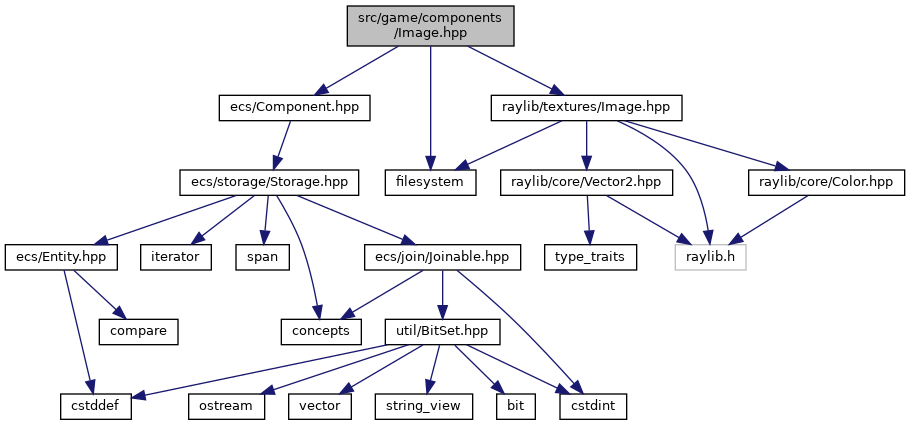 src/game/components
/Image.hpp
ecs/Component.hpp
raylib/textures/Image.hpp
ecs/storage/Storage.hpp
filesystem
raylib/core/Vector2.hpp
raylib/core/Color.hpp
ecs/Entity.hpp
iterator
span
ecs/join/Joinable.hpp
type_traits
raylib.h
compare
concepts
util/BitSet.hpp
cstddef
ostream
vector
string_view
bit
cstdint